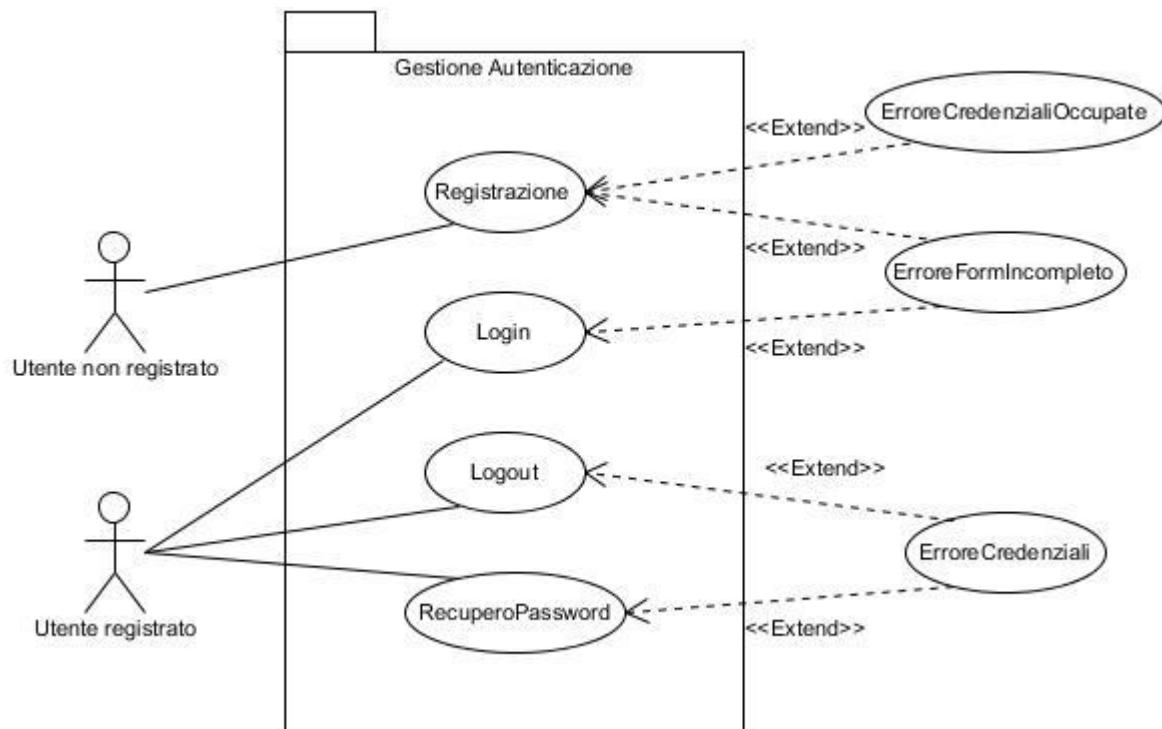 Gestione Autenticazione
ErroreCredenzialiOccupate
<<Extend>>
Registrazione
<<Extend>>
ErroreFormIncompleto
Login
<<Extend>>
Utente non registrato
Logout
<<Extend>>
ErroreCredenziali
RecuperoPassword
<<Extend>>
Utente registrato